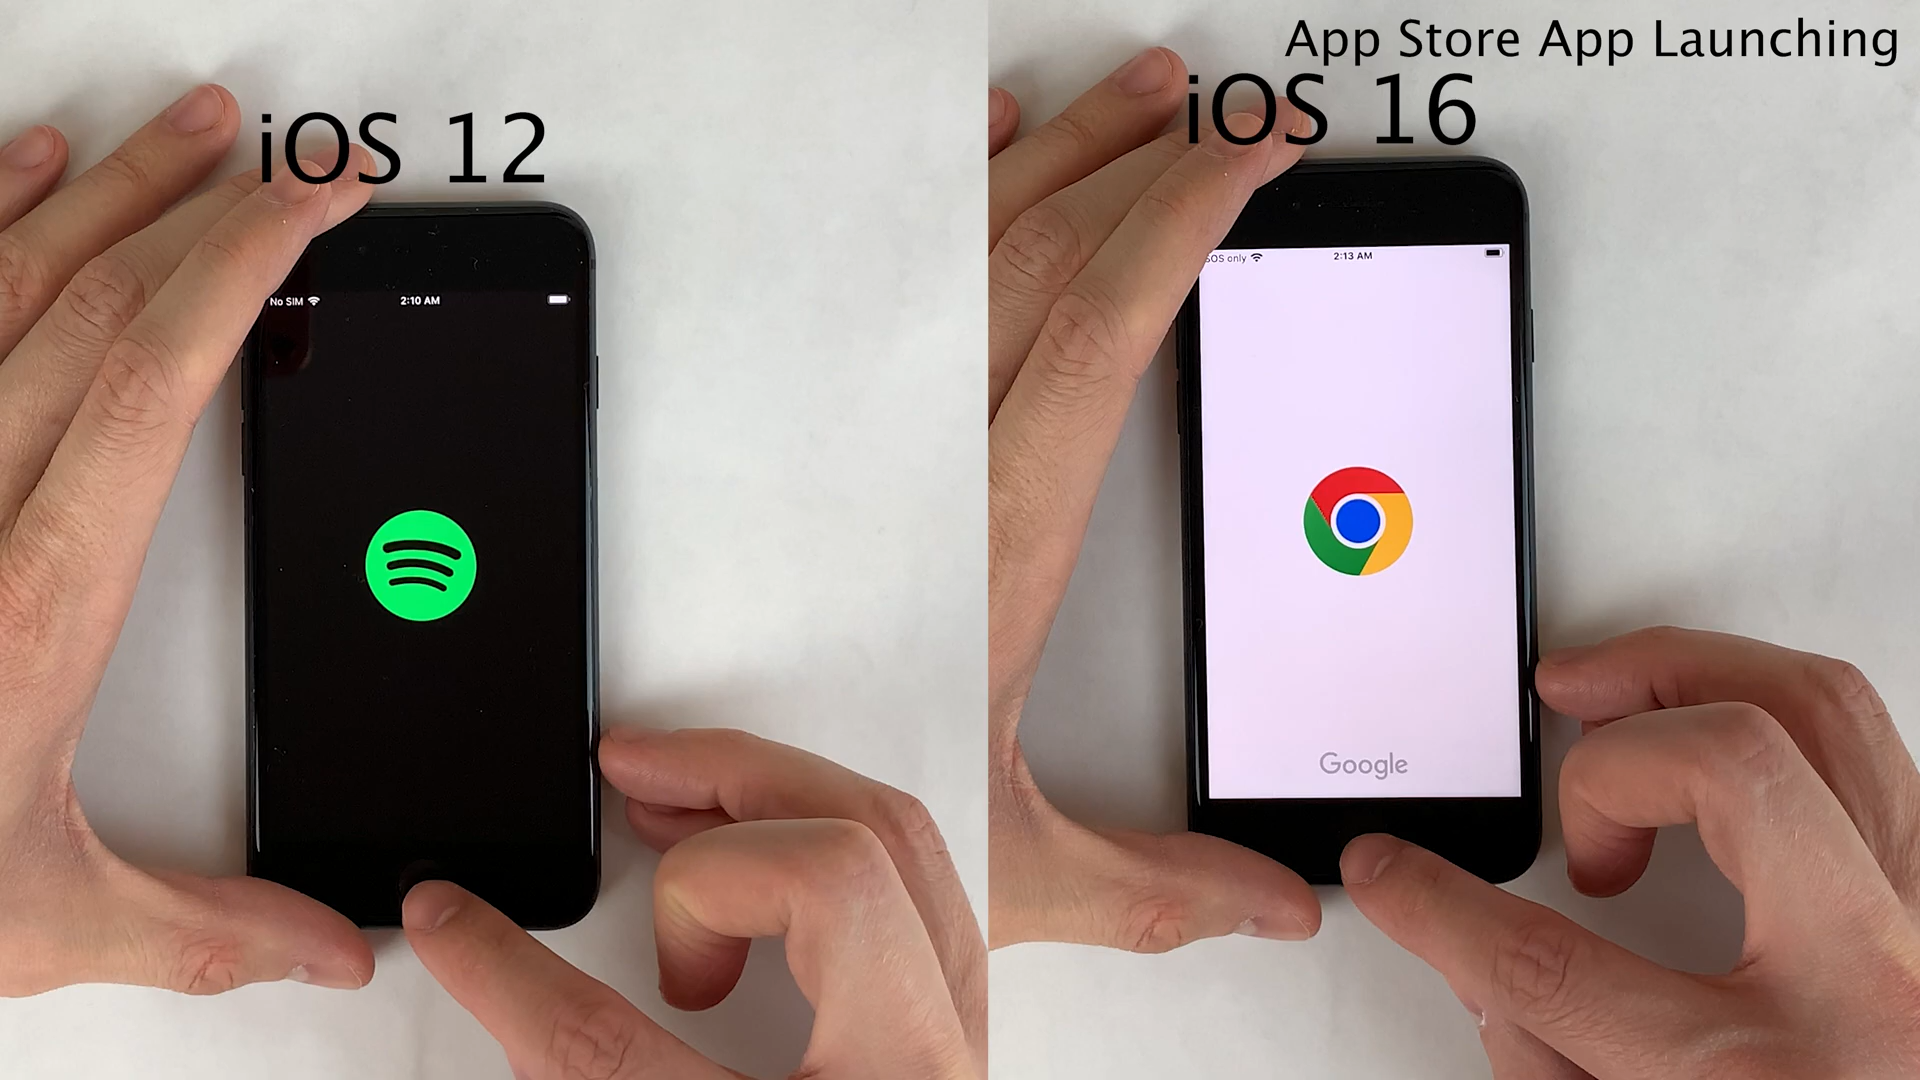 App Store App Launching
iOS 12
iOS 16
No SIM
2:10 AM
SOS only
2:13 AM
Google